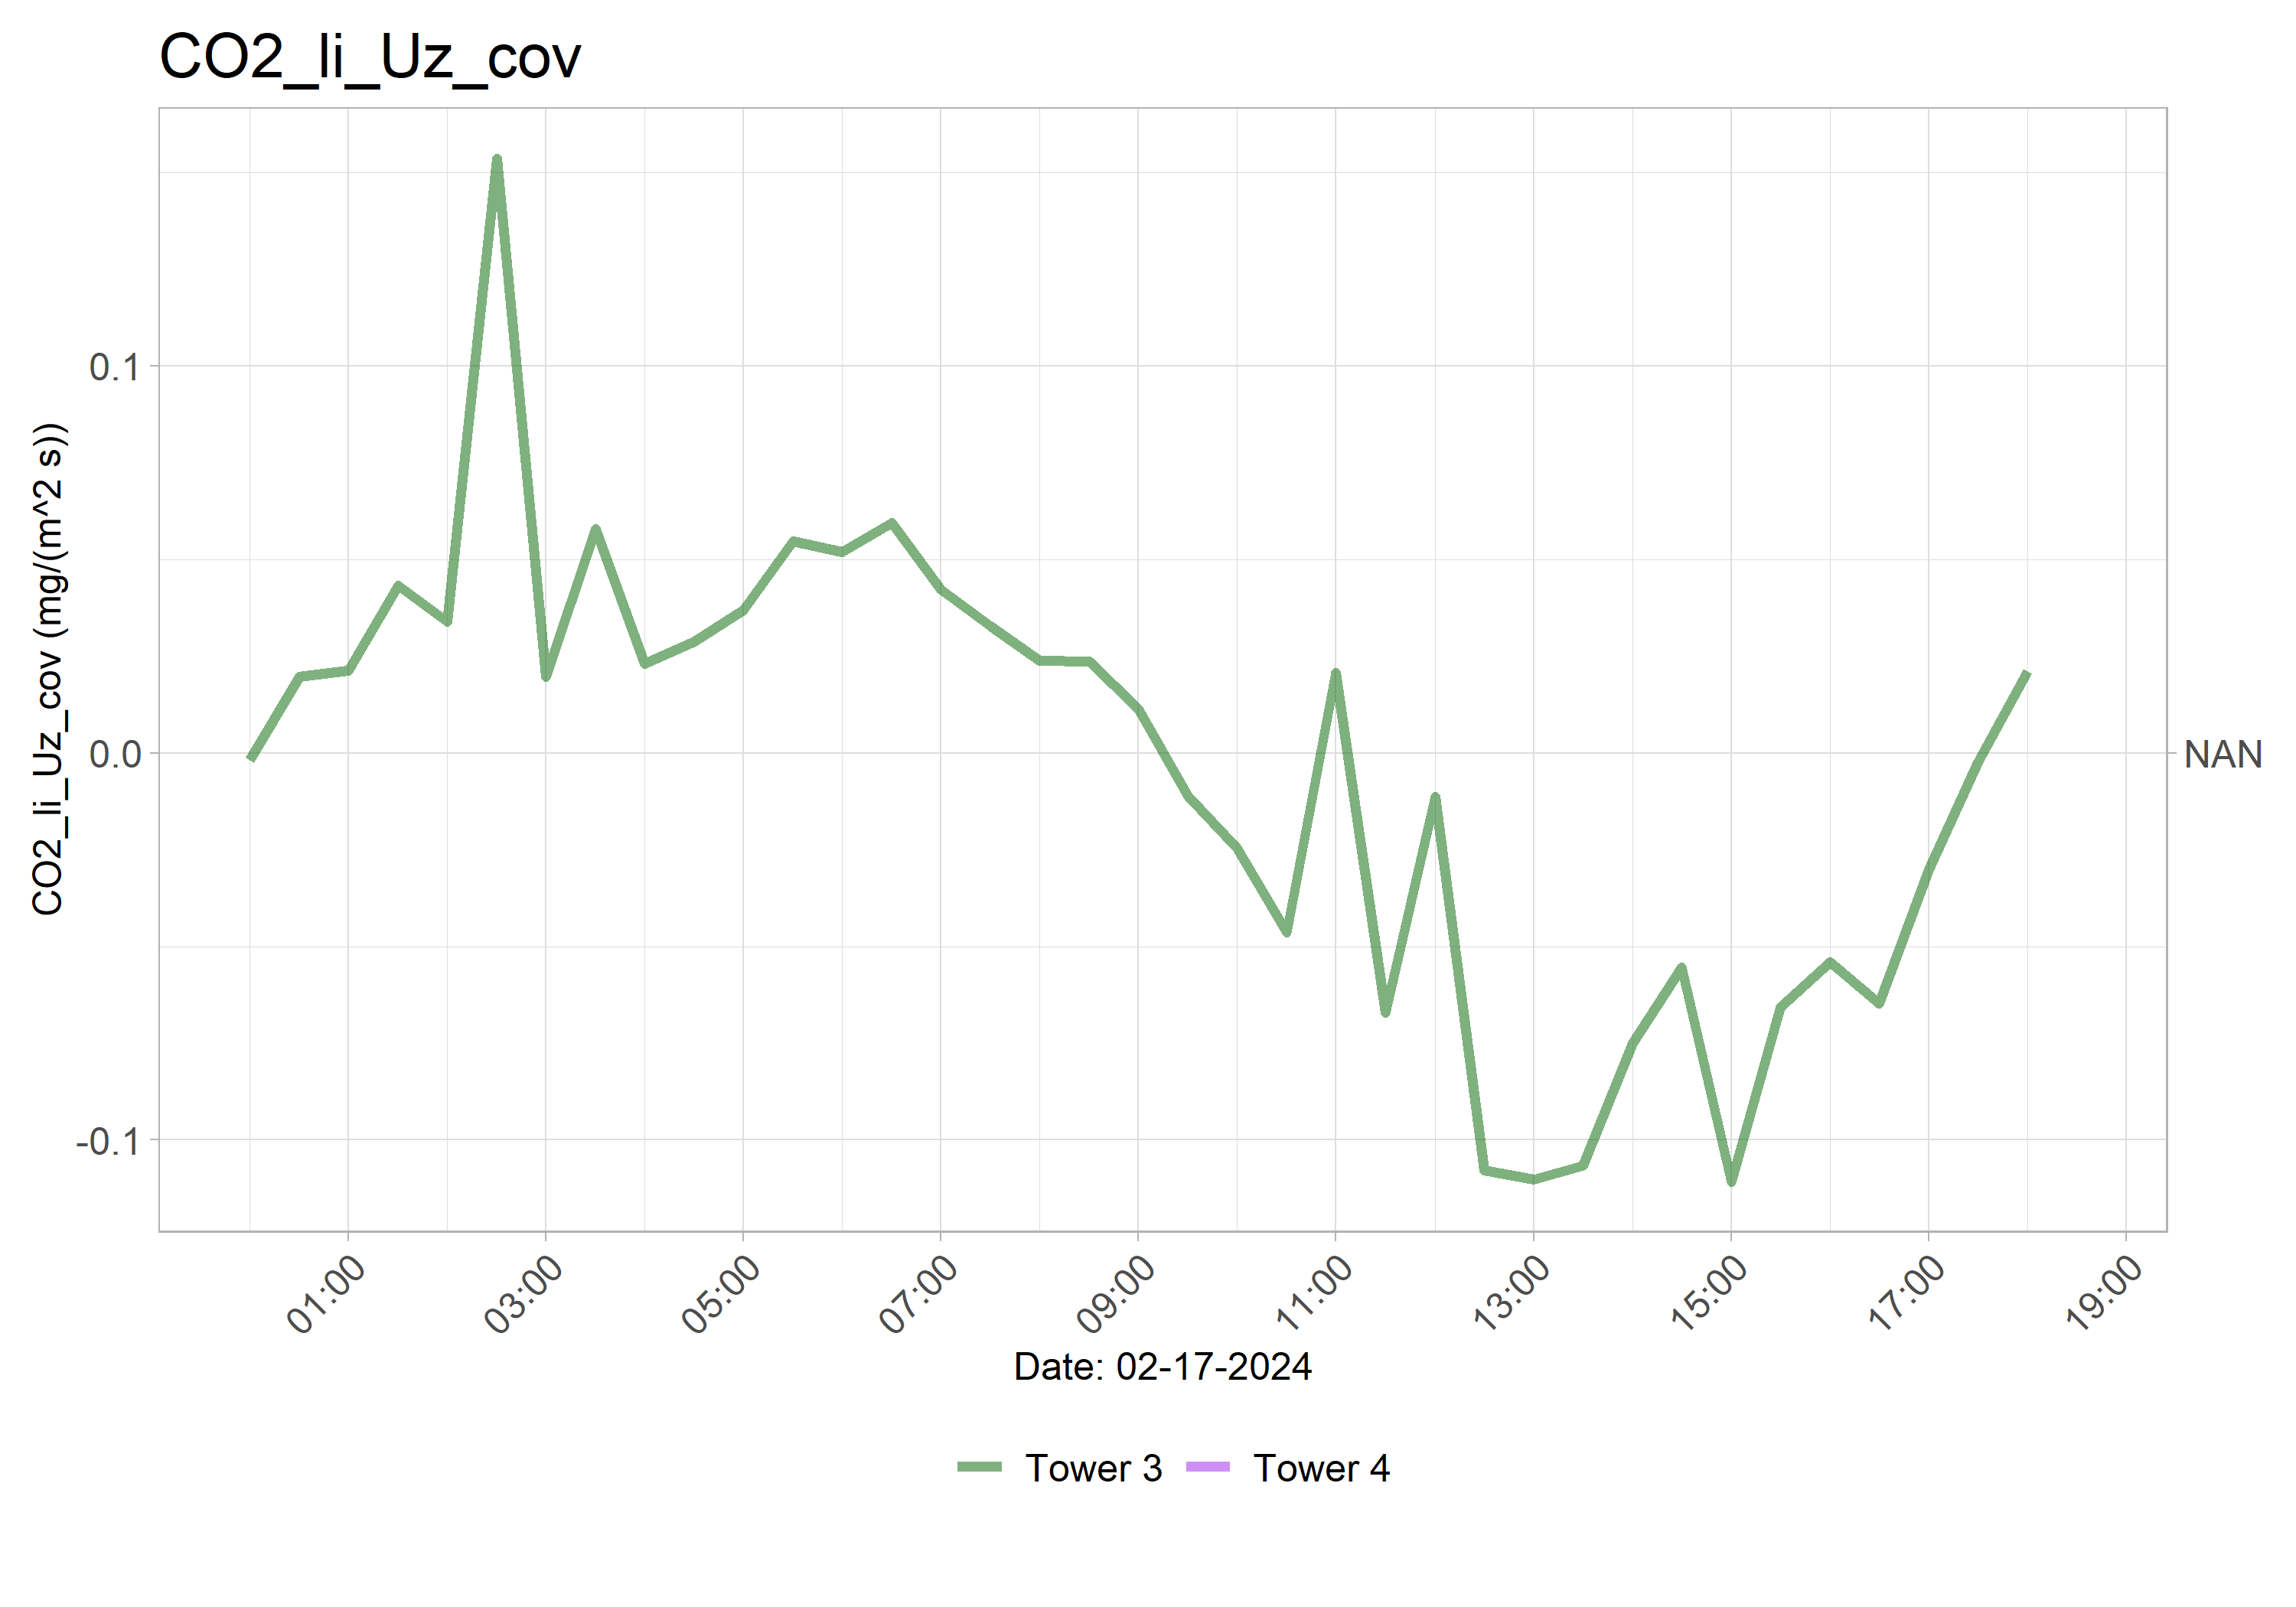 CO2_li_Uz_cov
CO2_li_Uz_cov (mg/(m^2 s))
0.1
0.0
-0.1
NAN
01:00
03:00
05:00
07:00
09:00
11:00
13:00
15:00
17:00
19:00
Date: 02-17-2024
Tower 3
Tower 4